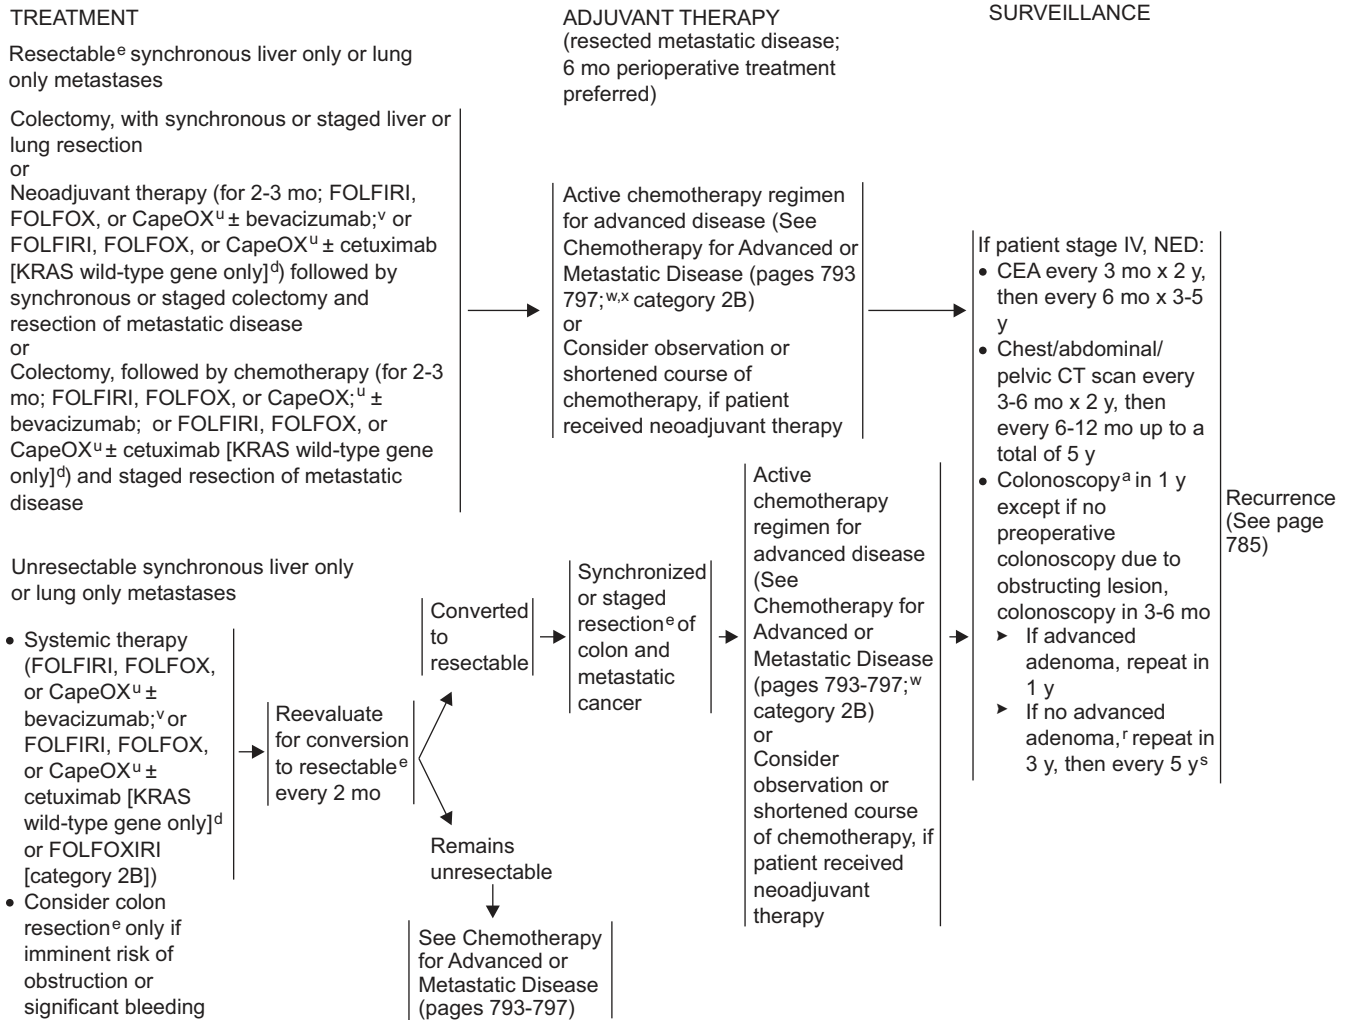 TREATMENT
Resectableᵉ synchronous liver only or lung
only metastases
Colectomy, with synchronous or staged liver or
lung resection
or
Neoadjuvant therapy (for 2-3 mo; FOLFIRI,
FOLFOX, or CapeOXᵘ ± bevacizumab;ᵛ or
FOLFIRI, FOLFOX, or CapeOXᵘ ± cetuximab
[KRAS wild-type gene only]ᵈ) followed by
synchronous or staged colectomy and
resection of metastatic disease
or
Colectomy, followed by chemotherapy (for 2-3
mo; FOLFIRI, FOLFOX, or CapeOX;ᵘ ±
bevacizumab; or FOLFIRI, FOLFOX, or
CapeOXᵘ ± cetuximab [KRAS wild-type gene
only]ᵈ) and staged resection of metastatic
disease
ADJUVANT THERAPY
(resected metastatic disease;
6 mo perioperative treatment
preferred)
Active chemotherapy regimen
for advanced disease (See
Chemotherapy for Advanced or
Metastatic Disease (pages 793
797;ʷ,ˣ category 2B)
or
Consider observation or
shortened course of
chemotherapy, if patient
received neoadjuvant therapy
Unresectable synchronous liver only
or lung only metastases
• Systemic therapy
(FOLFIRI, FOLFOX,
or CapeOXᵘ ±
bevacizumab;ᵛ or
FOLFIRI, FOLFOX,
or CapeOXᵘ ±
cetuximab [KRAS
wild-type gene only]ᵈ
or FOLFOXIRI
[category 2B])
• Consider colon
resectionᵉ only if
imminent risk of
obstruction or
significant bleeding
Reevaluate
for conversion
to resectableᵉ
every 2 mo
Converted
to
resectable
Remains
unresectable
See Chemotherapy
for Advanced or
Metastatic Disease
(pages 793-797)
Synchronized
or staged
resectionᵉ of
colon and
metastatic
cancer
Active
chemotherapy
regimen for
advanced disease
(See
Chemotherapy for
Advanced or
Metastatic Disease
(pages 793-797;ʷ
category 2B)
or
Consider
observation or
shortened course
of chemotherapy, if
patient received
neoadjuvant
therapy
SURVEILLANCE
If patient stage IV, NED:
• CEA every 3 mo x 2 y,
then every 6 mo x 3-5
y
• Chest/abdominal/
pelvic CT scan every
3-6 mo x 2 y, then
every 6-12 mo up to a
total of 5 y
• Colonoscopyᵃ in 1 y
except if no
preoperative
colonoscopy due to
obstructing lesion,
colonoscopy in 3-6 mo
➤ If advanced
adenoma, repeat in
1 y
➤ If no advanced
adenoma,ʳ repeat in
3 y, then every 5 yˢ
Recurrence
(See page
785)